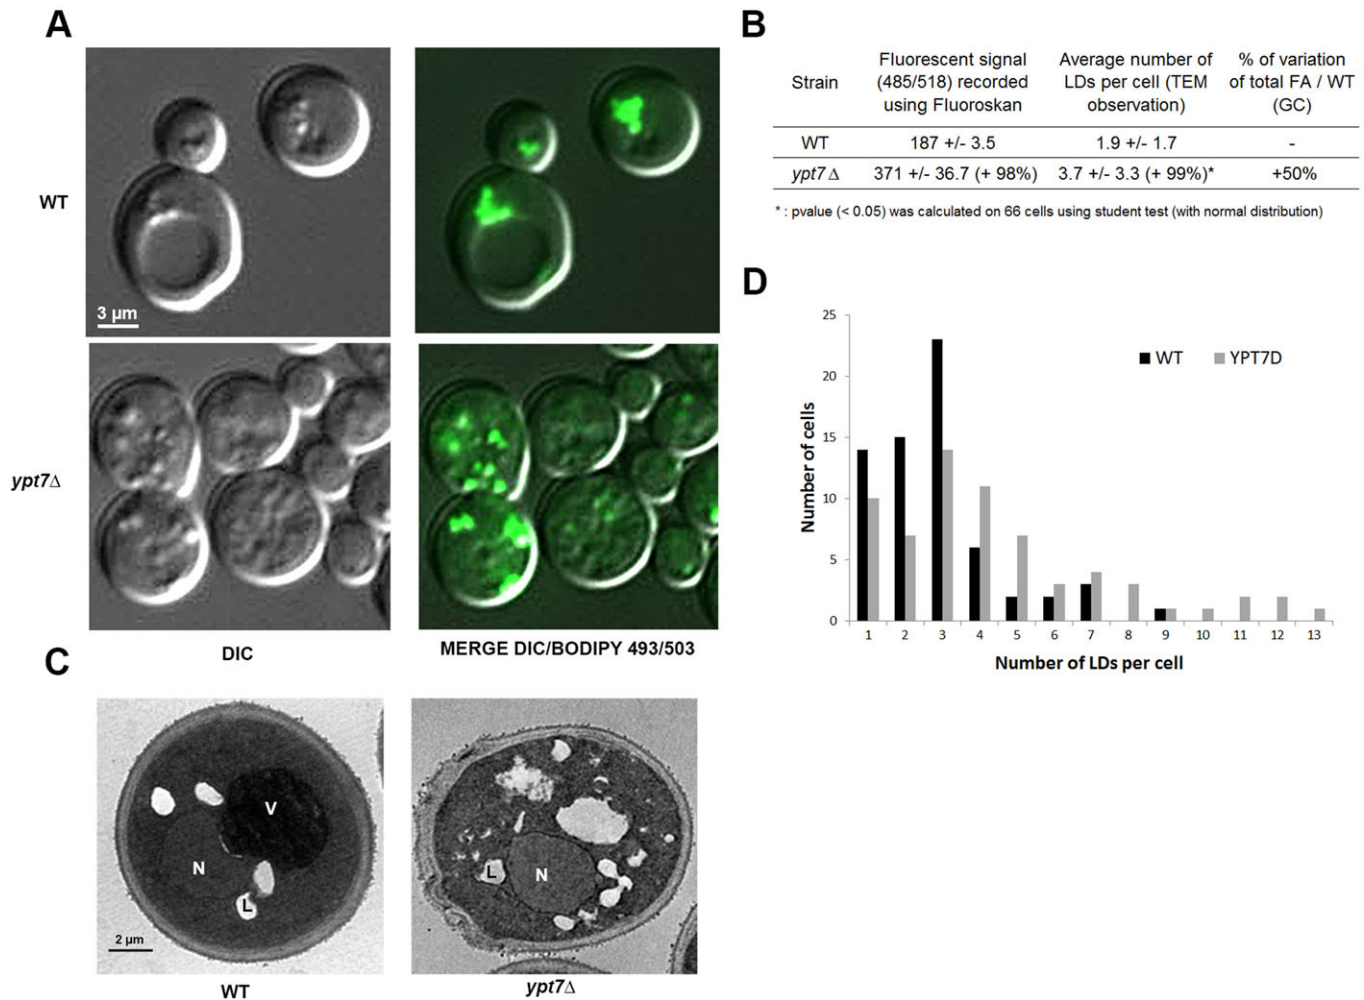 A
WT
3 µm
ypt7Δ
DIC
MERGE DIC/BODIPY 493/503
B
Strain
Fluorescent signal
(485/518) recorded
using Fluoroskan
Average number of
LDs per cell (TEM
observation)
% of variation
of total FA / WT
(GC)
WT 187 +/- 3.5 1.9 +/- 1.7 -
ypt7Δ 371 +/- 36.7 (+ 98%) 3.7 +/- 3.3 (+ 99%)* +50%
* : pvalue (< 0.05) was calculated on 66 cells using student test (with normal distribution)
C
V
N
L
2 µm
WT
L
N
ypt7Δ
D
Number of cells
25
20
15
10
5
0
WT YPT7D
1 2 3 4 5 6 7 8 9 10 11 12 13
Number of LDs per cell